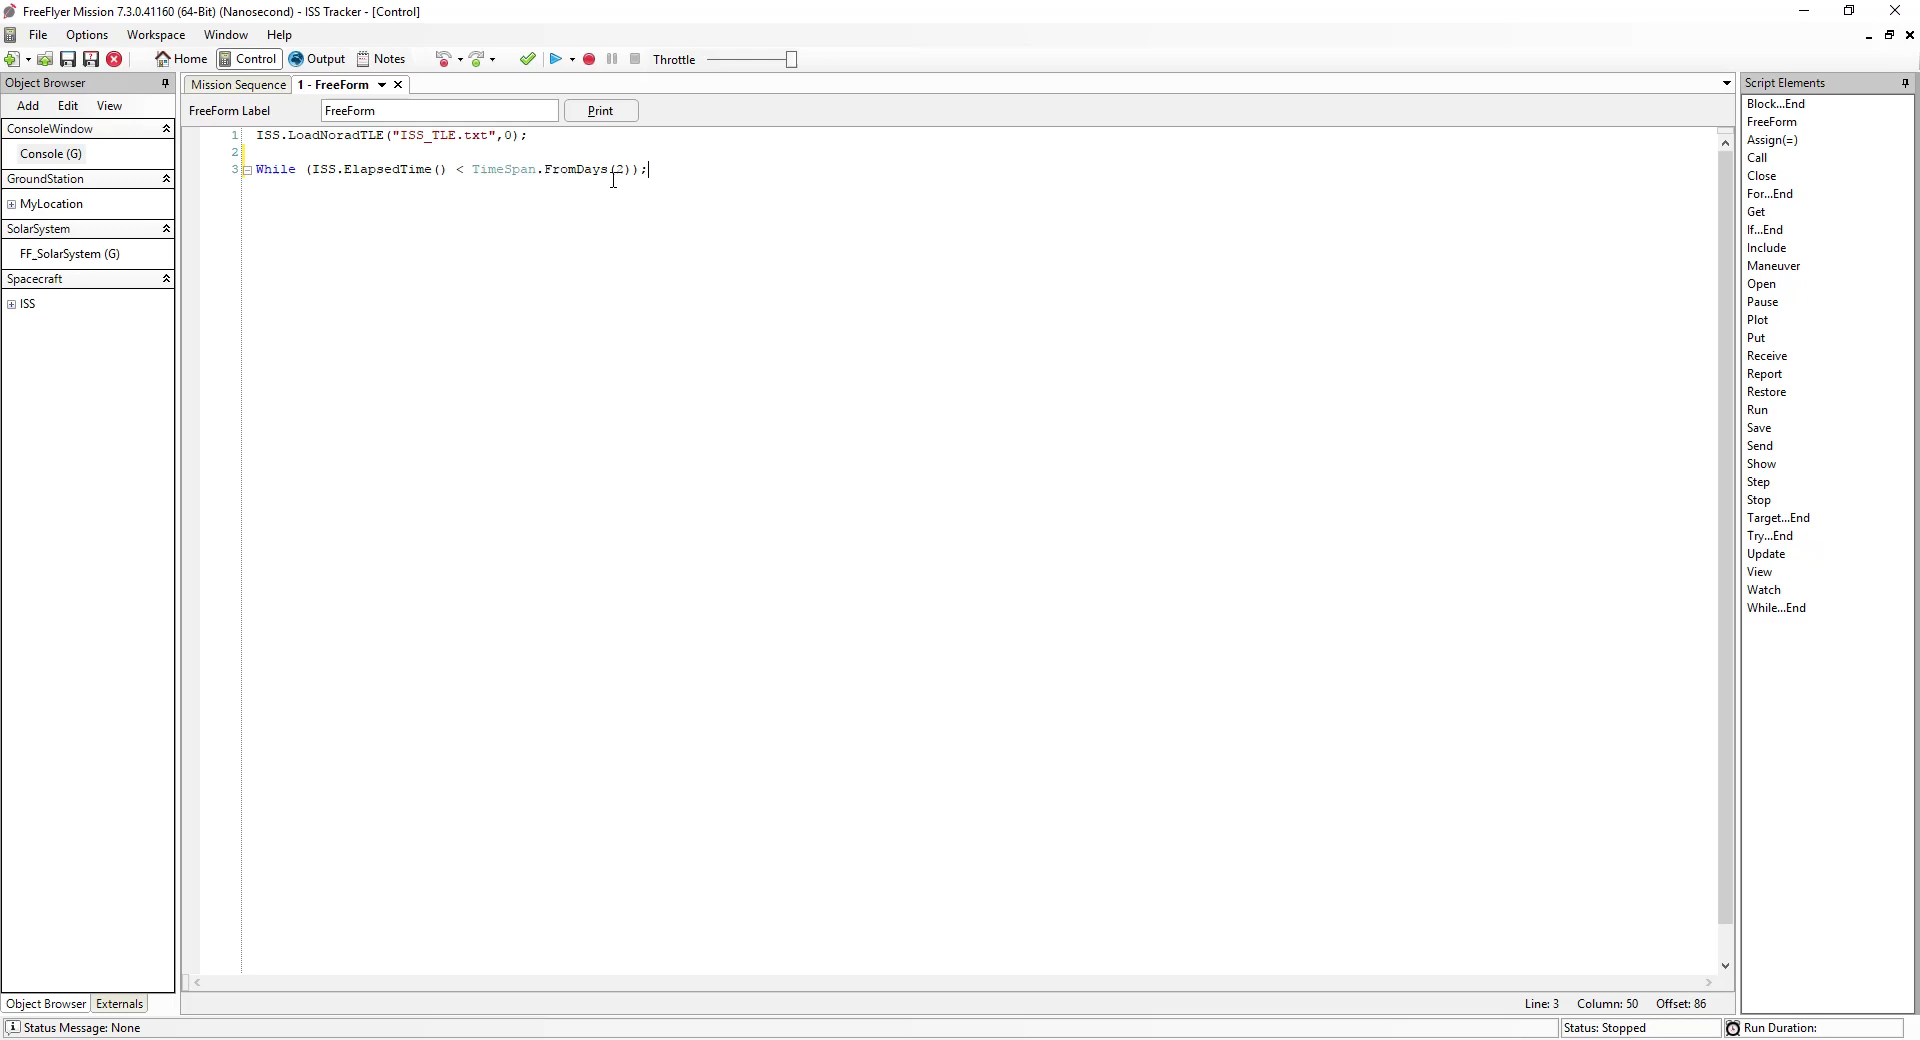 FreeFlyer Mission 7.3.0.41160 (64-Bit) (Nanosecond) - ISS Tracker - [Control]
File Options Workspace Window Help
Home Control Output Notes Throttle
Object Browser
Add Edit View
ConsoleWindow
Console (G)
GroundStation
MyLocation
SolarSystem
FF_SolarSystem (G)
Spacecraft
ISS
Object Browser Externals
Mission Sequence 1 - FreeForm
FreeForm Label FreeForm Print
1 ISS.LoadNoradTLE("ISS_TLE.txt",0);
2
3 While (ISS.ElapsedTime() < TimeSpan.FromDays(2));
Line: 3 Column: 50 Offset: 86
Script Elements
Block...End
FreeForm
Assign(=)
Call
Close
For...End
Get
If...End
Include
Maneuver
Open
Pause
Plot
Put
Receive
Report
Restore
Run
Save
Send
Show
Step
Stop
Target...End
Try...End
Update
View
Watch
While...End
Status Message: None Status: Stopped Run Duration: